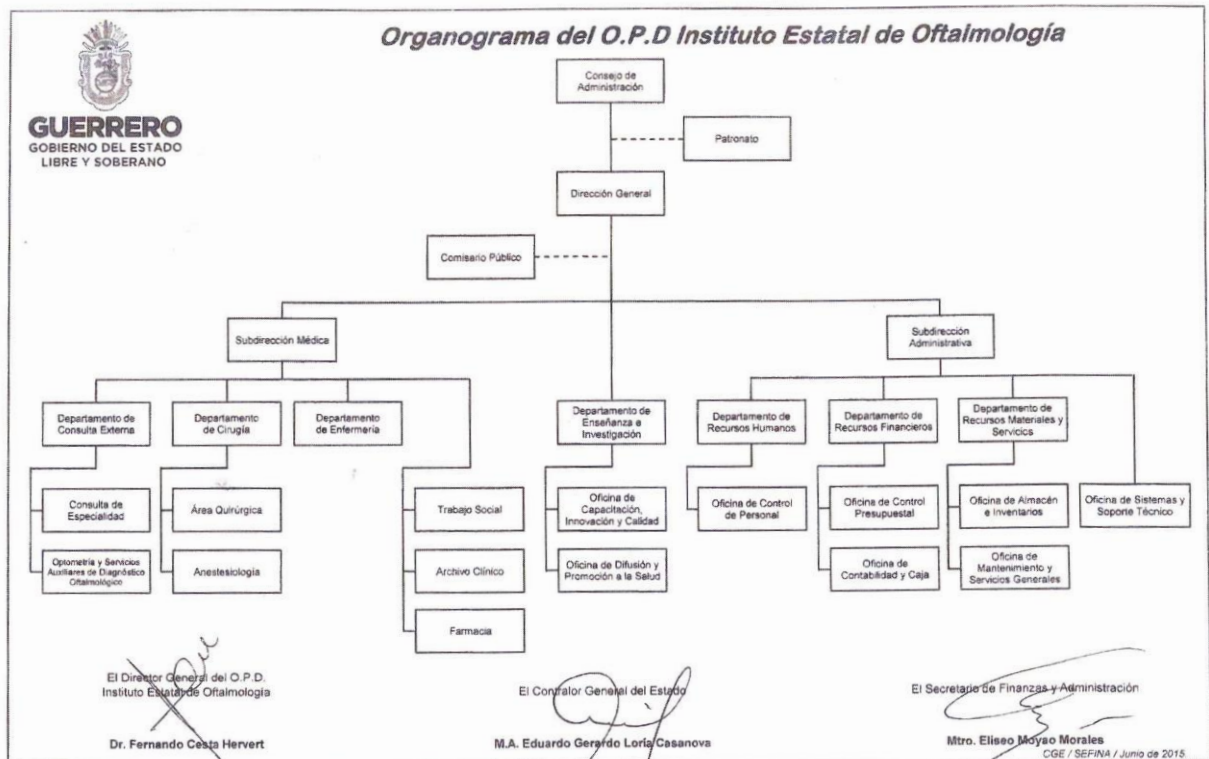 Organograma del O.P.D Instituto Estatal de Oftalmología
GUERRERO
GOBIERNO DEL ESTADO
LIBRE Y SOBERANO
Consejo de
Administración
Patronato
Dirección General
Comisario Público
Subdirección Médica
Subdirección
Administrativa
Departamento de
Consulta Externa
Departamento
de Cirugía
Departamento
de Enfermería
Departamento de
Enseñanza e
Investigación
Departamento de
Recursos Humanos
Departamento de
Recursos Financieros
Departamento de
Recursos Materiales y
Servicios
Consulta de
Especialidad
Área Quirúrgica
Trabajo Social
Oficina de
Capacitación,
Innovación y Calidad
Oficina de Control
de Personal
Oficina de Control
Presupuestal
Oficina de Almacén
e Inventarios
Oficina de Sistemas y
Soporte Técnico
Optometría y Servicios
Auxiliares de Diagnóstico
Oftalmológico
Anestesiología
Archivo Clínico
Oficina de Difusión y
Promoción a la Salud
Oficina de
Contabilidad y Caja
Oficina de
Mantenimiento y
Servicios Generales
Farmacia
El Director General del O.P.D.
Instituto Estatal de Oftalmología
Dr. Fernando Cesta Hervert
El Contralor General del Estado
M.A. Eduardo Gerardo Loria Casanova
El Secretario de Finanzas y Administración
Mtro. Eliseo Moyao Morales
CGE / SEFINA / Junio de 2015.